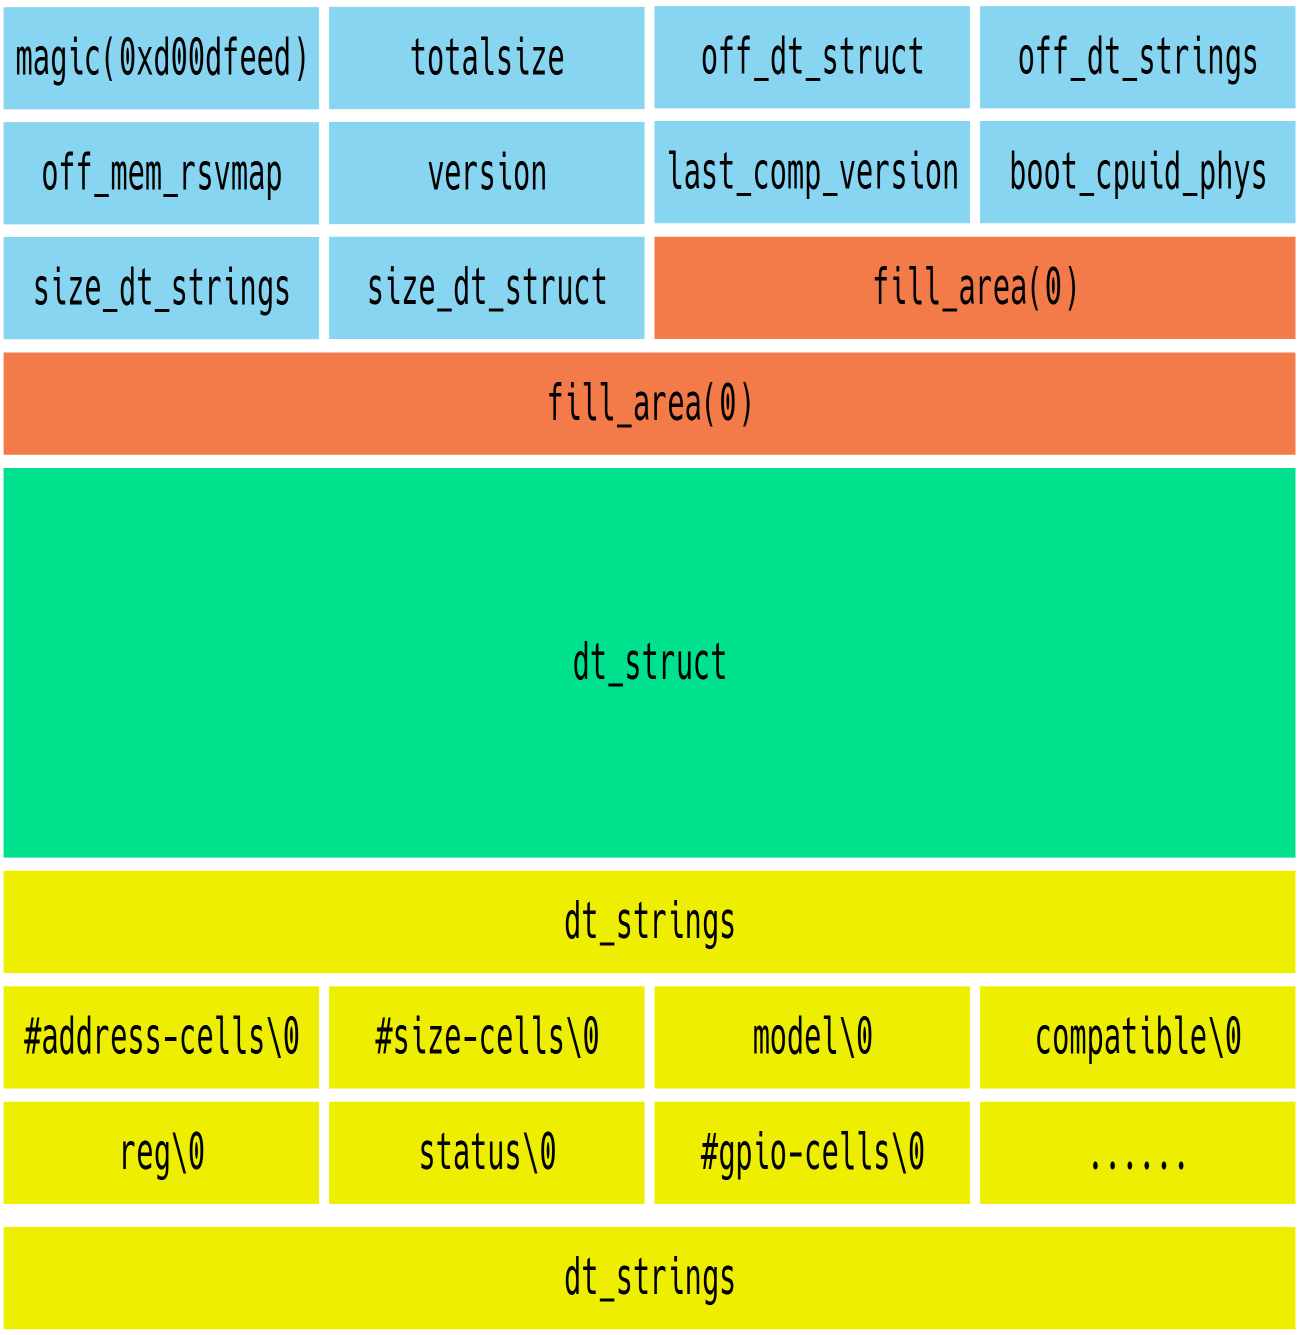 magic(0xd00dfeed) totalsize off_dt_struct off_dt_strings
off_mem_rsvmap version last_comp_version boot_cpuid_phys
size_dt_strings size_dt_struct fill_area(0)
fill_area(0)
dt_struct
dt_strings
#address-cells\0 #size-cells\0 model\0 compatible\0
reg\0 status\0 #gpio-cells\0 ......
dt_strings